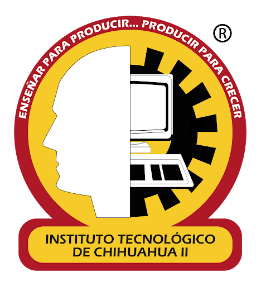 ENSEÑAR PARA PRODUCIR... PRODUCIR PARA CRECER
®
INSTITUTO TECNOLÓGICO
DE CHIHUAHUA II